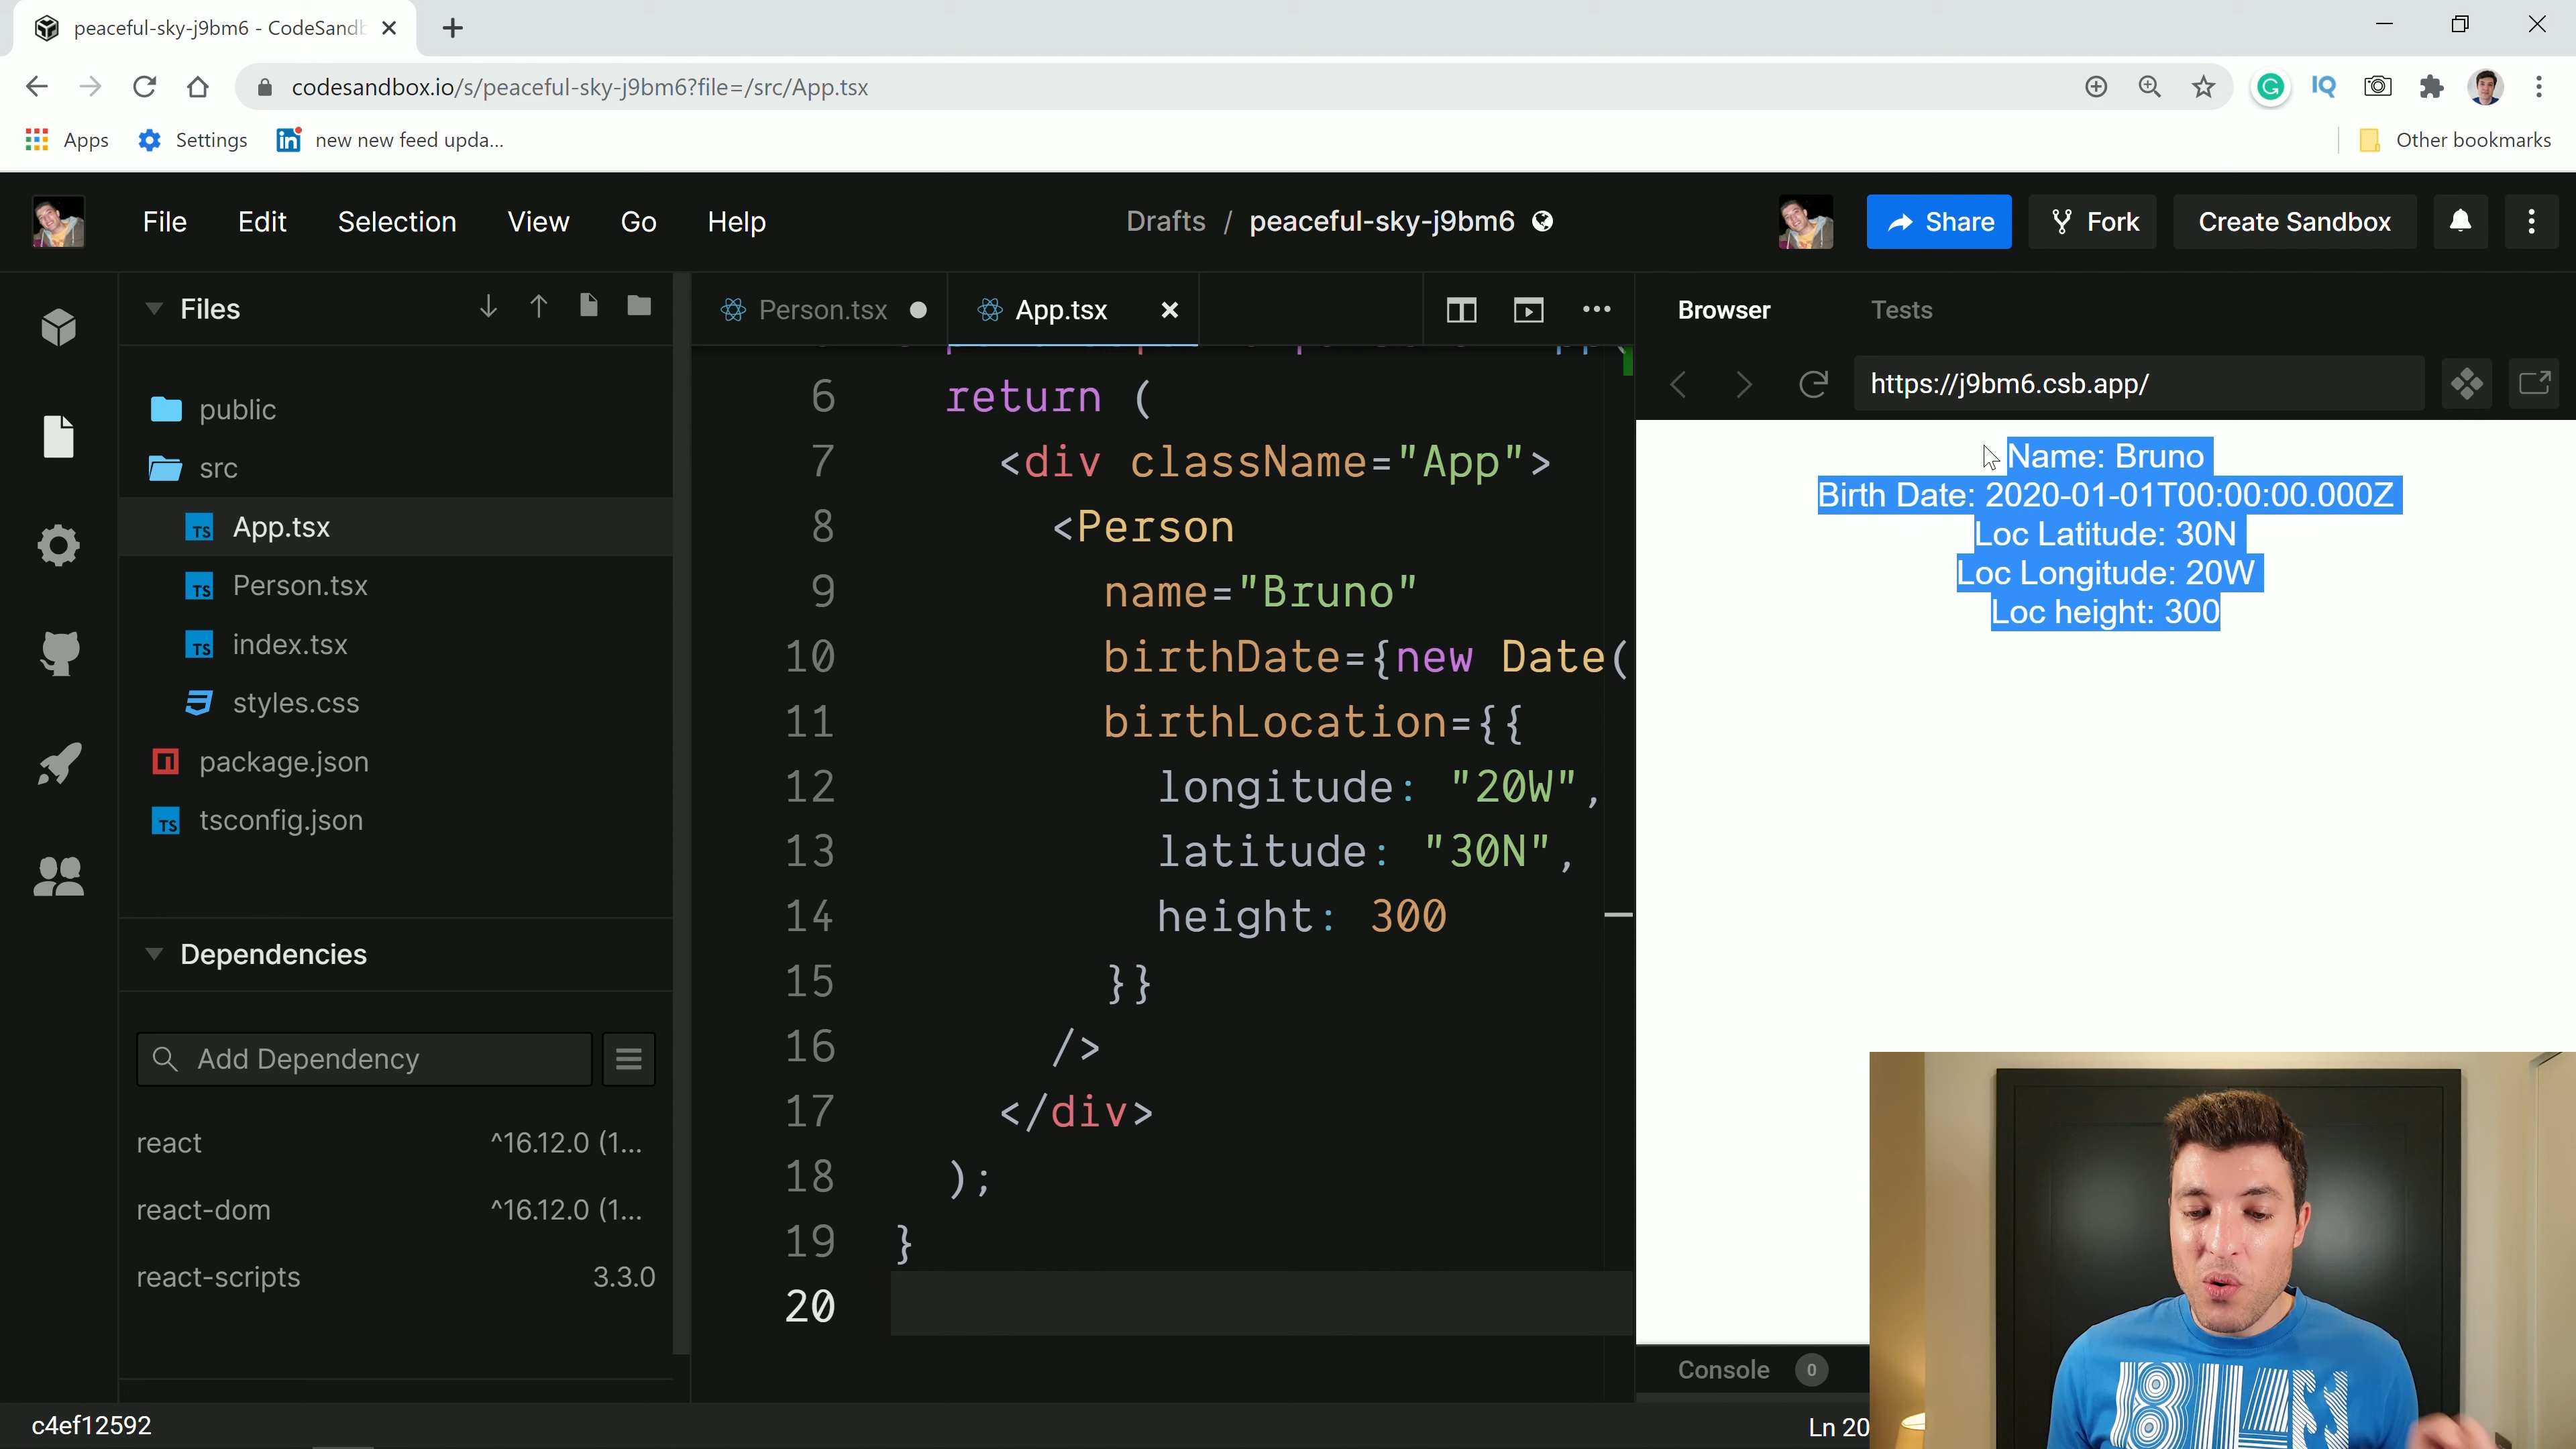 peaceful-sky-j9bm6 - CodeSandb
codesandbox.io/s/peaceful-sky-j9bm6?file=/src/App.tsx
Apps
Settings
new new feed upda...
Other bookmarks
File
Edit
Selection
View
Go
Help
Drafts / peaceful-sky-j9bm6
Share
Fork
Create Sandbox
Files
public
src
App.tsx
Person.tsx
index.tsx
styles.css
package.json
tsconfig.json
Dependencies
Add Dependency
react ^16.12.0 (1...
react-dom ^16.12.0 (1...
react-scripts 3.3.0
Person.tsx
App.tsx
6 return (
7 <div className="App">
8 <Person
9 name="Bruno"
10 birthDate={new Date(
11 birthLocation={{
12 longitude: "20W",
13 latitude: "30N",
14 height: 300
15 }}
16 />
17 </div>
18 );
19 }
20
Browser
Tests
https://j9bm6.csb.app/
Name: Bruno
Birth Date: 2020-01-01T00:00:00.000Z
Loc Latitude: 30N
Loc Longitude: 20W
Loc height: 300
Console 0
c4ef12592
Ln 20